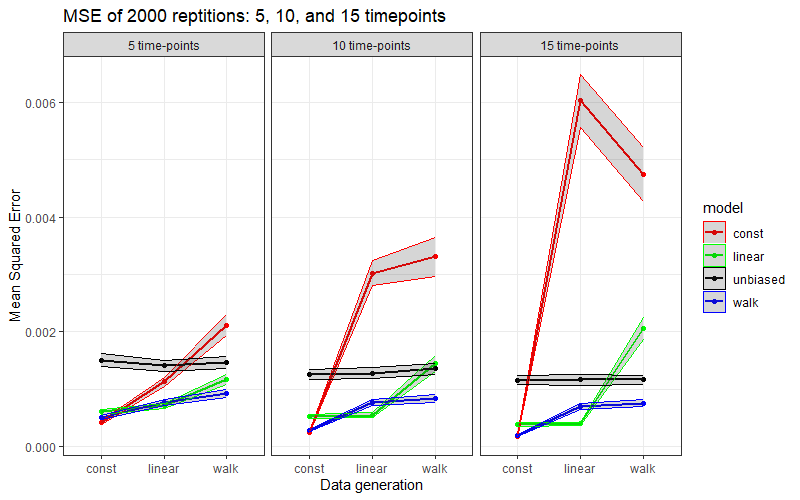 MSE of 2000 reptitions: 5, 10, and 15 timepoints
5 time-points
10 time-points
15 time-points
Mean Squared Error
0.006
0.004
0.002
0.000
const linear walk
const linear walk
const linear walk
Data generation
model
const
linear
unbiased
walk